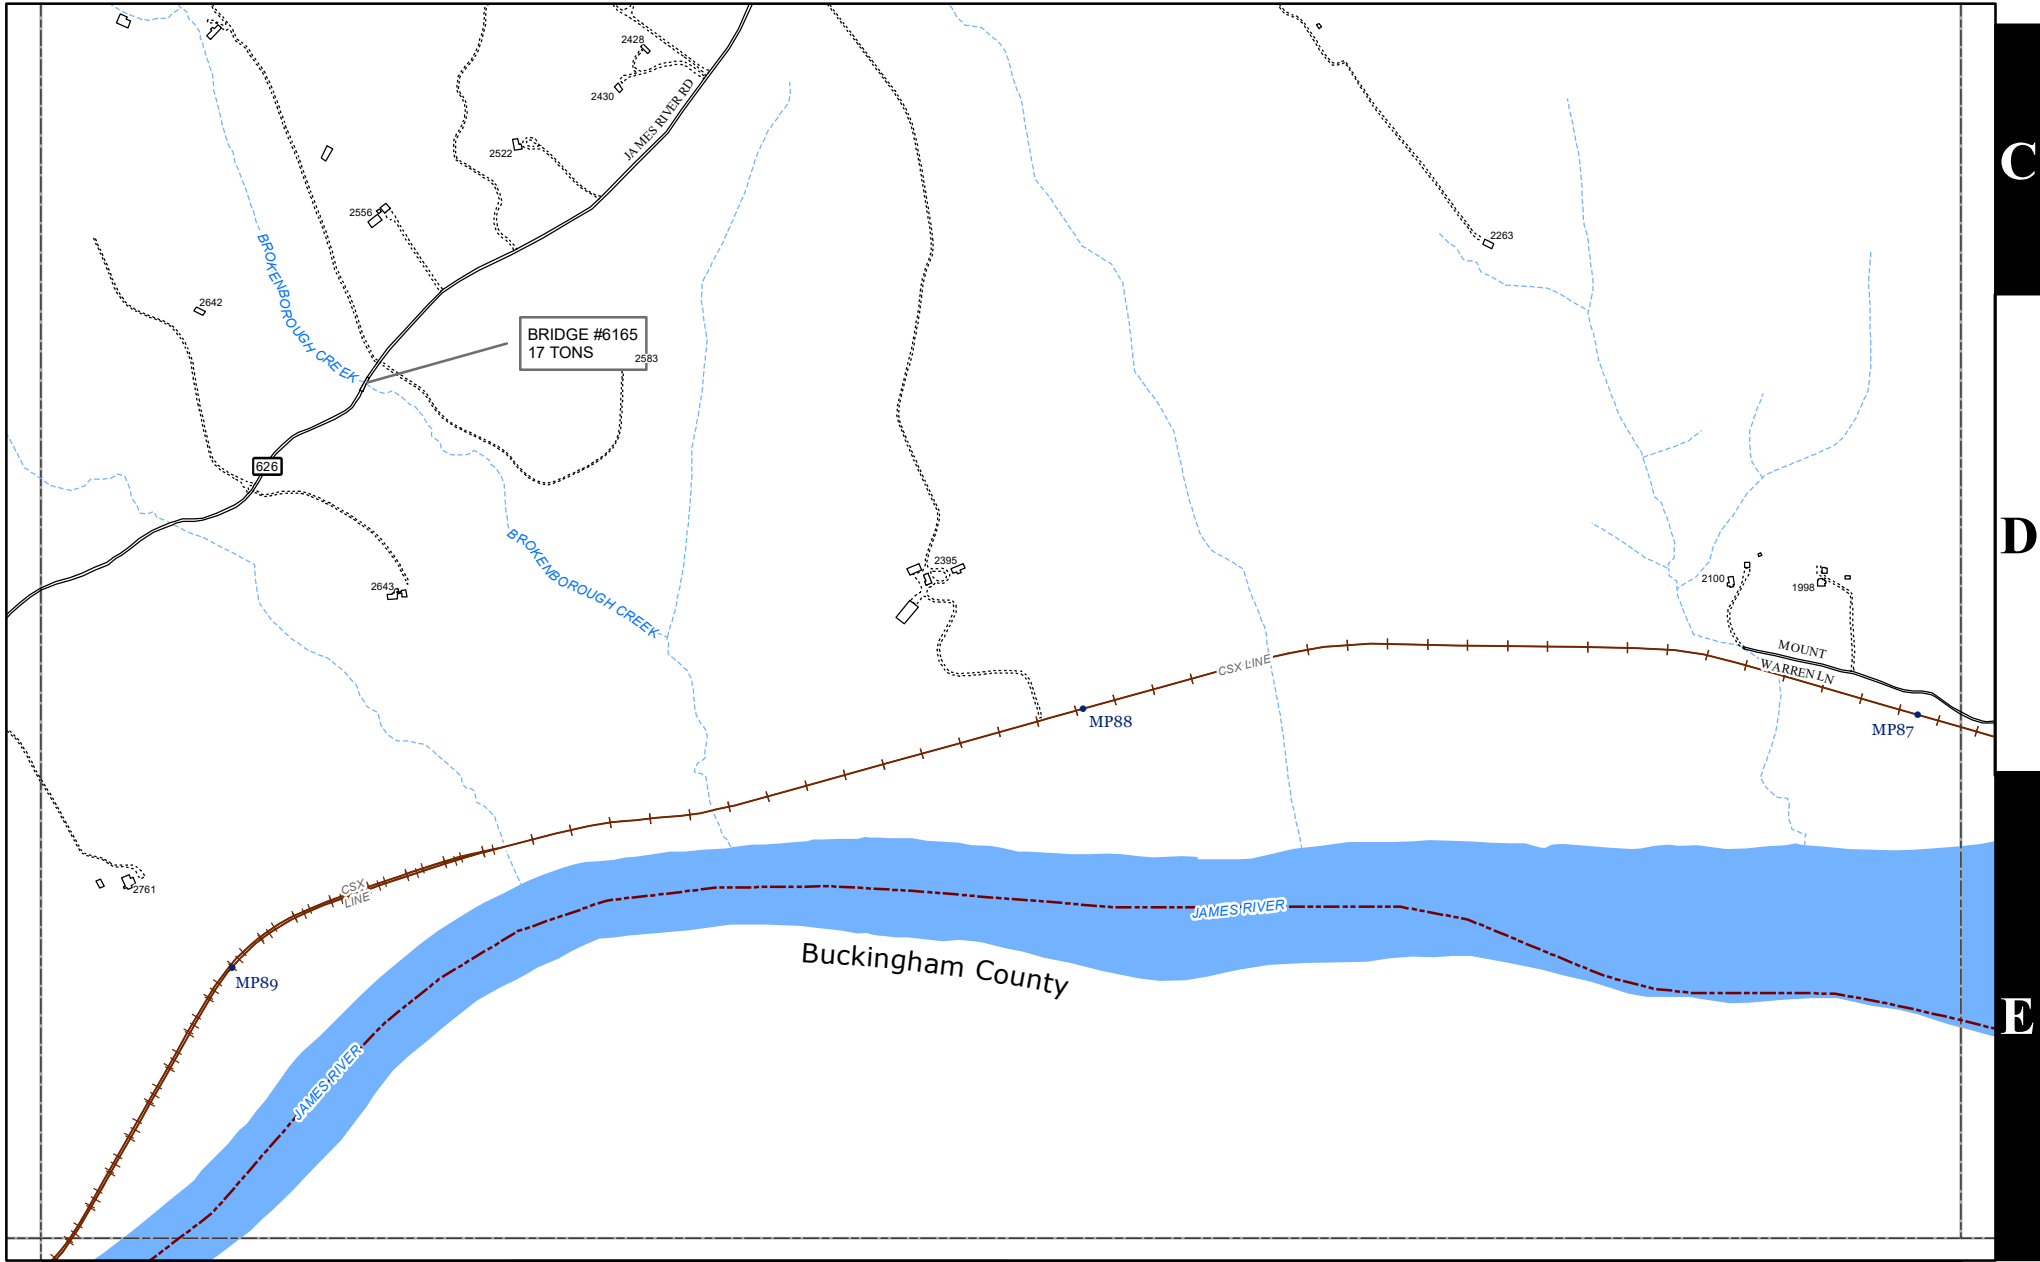 2428
2430
JAMES RIVER RD
C
2522
2556
2263
BROKENBOROUGH CREEK
2642
BRIDGE #6165
17 TONS
2583
626
D
BROKENBOROUGH CREEK
2395
2643
2100
1998
MOUNT
WARREN LN
CSX LINE
MP88
MP87
2761
CSX
LINE
JAMES RIVER
Buckingham County
MP89
E
JAMES RIVER